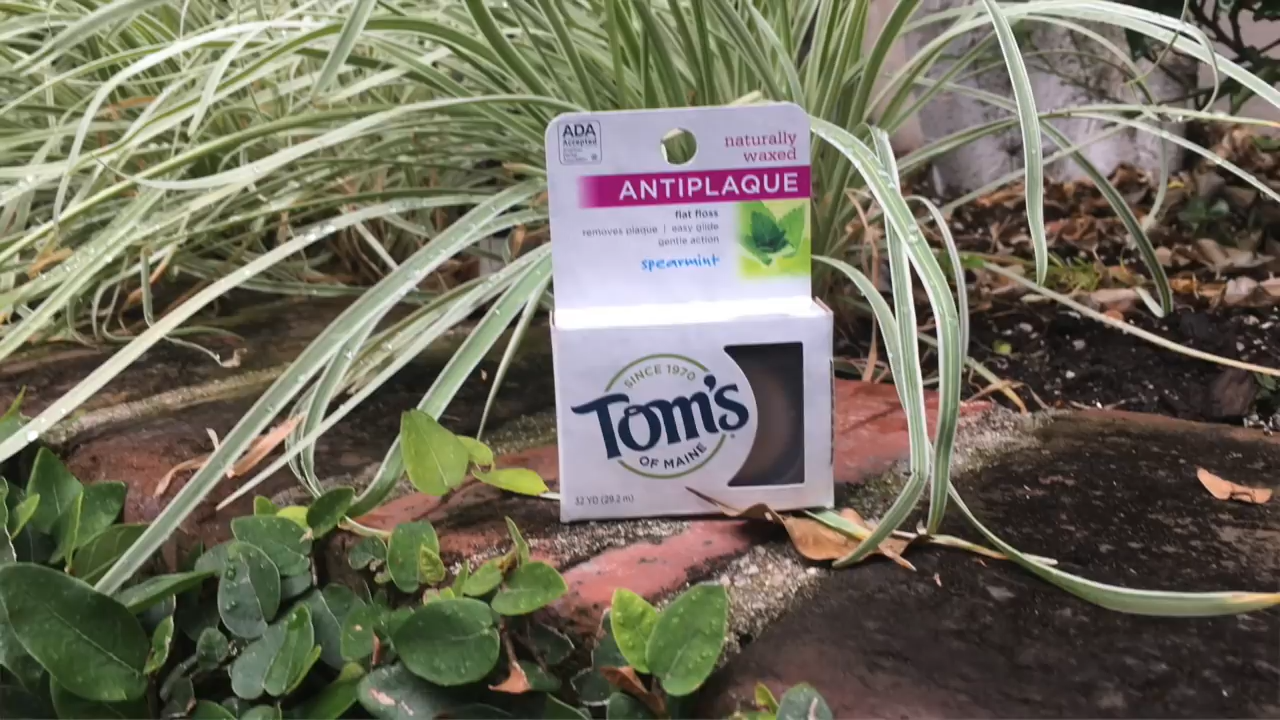 ADA
Accepted
naturally
waxed
ANTIPLAQUE
flat floss
removes plaque | easy glide
gentle action
spearmint
SINCE 1970
Tom's
OF MAINE
32 YD (29.2 m)